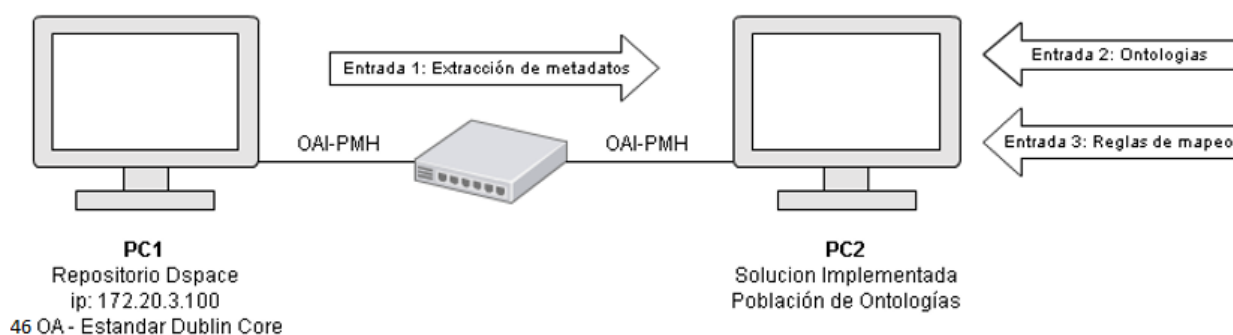 Entrada 1: Extracción de metadatos
Entrada 2: Ontologias
Entrada 3: Reglas de mapeo
OAI-PMH
OAI-PMH
PC1
Repositorio Dspace
ip: 172.20.3.100
46 OA - Estandar Dublin Core
PC2
Solucion Implementada
Población de Ontologías